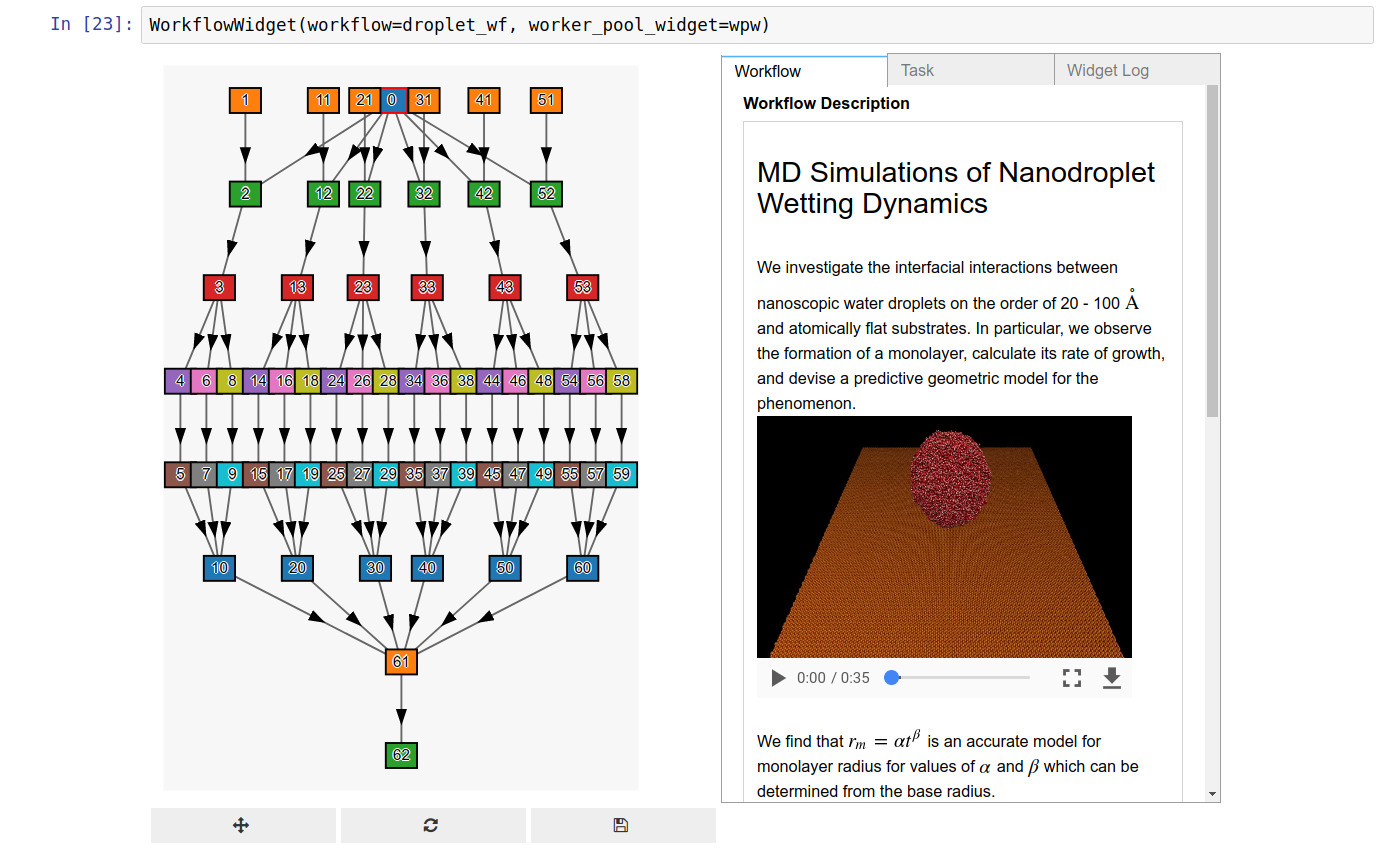 In [23]: WorkflowWidget(workflow=droplet_wf, worker_pool_widget=wpw)
1 11 21 0 31 41 51
2 12 22 32 42 52
3 13 23 33 43 53
4 6 8 14 16 18 24 26 28 34 36 38 44 46 48 54 56 58
5 7 9 15 17 19 25 27 29 35 37 39 45 47 49 55 57 59
10 20 30 40 50 60
61
62
Workflow Task Widget Log
Workflow Description
MD Simulations of Nanodroplet
Wetting Dynamics
We investigate the interfacial interactions between
nanoscopic water droplets on the order of 20 - 100 Å
and atomically flat substrates. In particular, we observe
the formation of a monolayer, calculate its rate of growth,
and devise a predictive geometric model for the
phenomenon.
0:00 / 0:35
We find that rₘ = αt^β is an accurate model for
monolayer radius for values of α and β which can be
determined from the base radius.